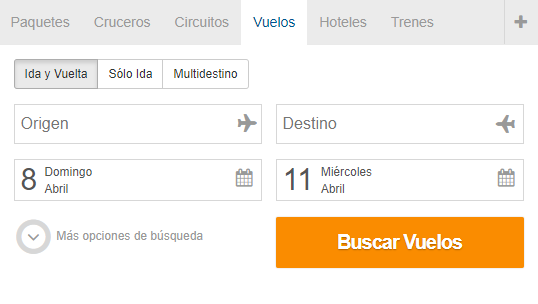 Paquetes Cruceros Circuitos Vuelos Hoteles Trenes +
Ida y Vuelta Sólo Ida Multidestino
Origen Destino
8 Domingo Abril 11 Miércoles Abril
Más opciones de búsqueda Buscar Vuelos